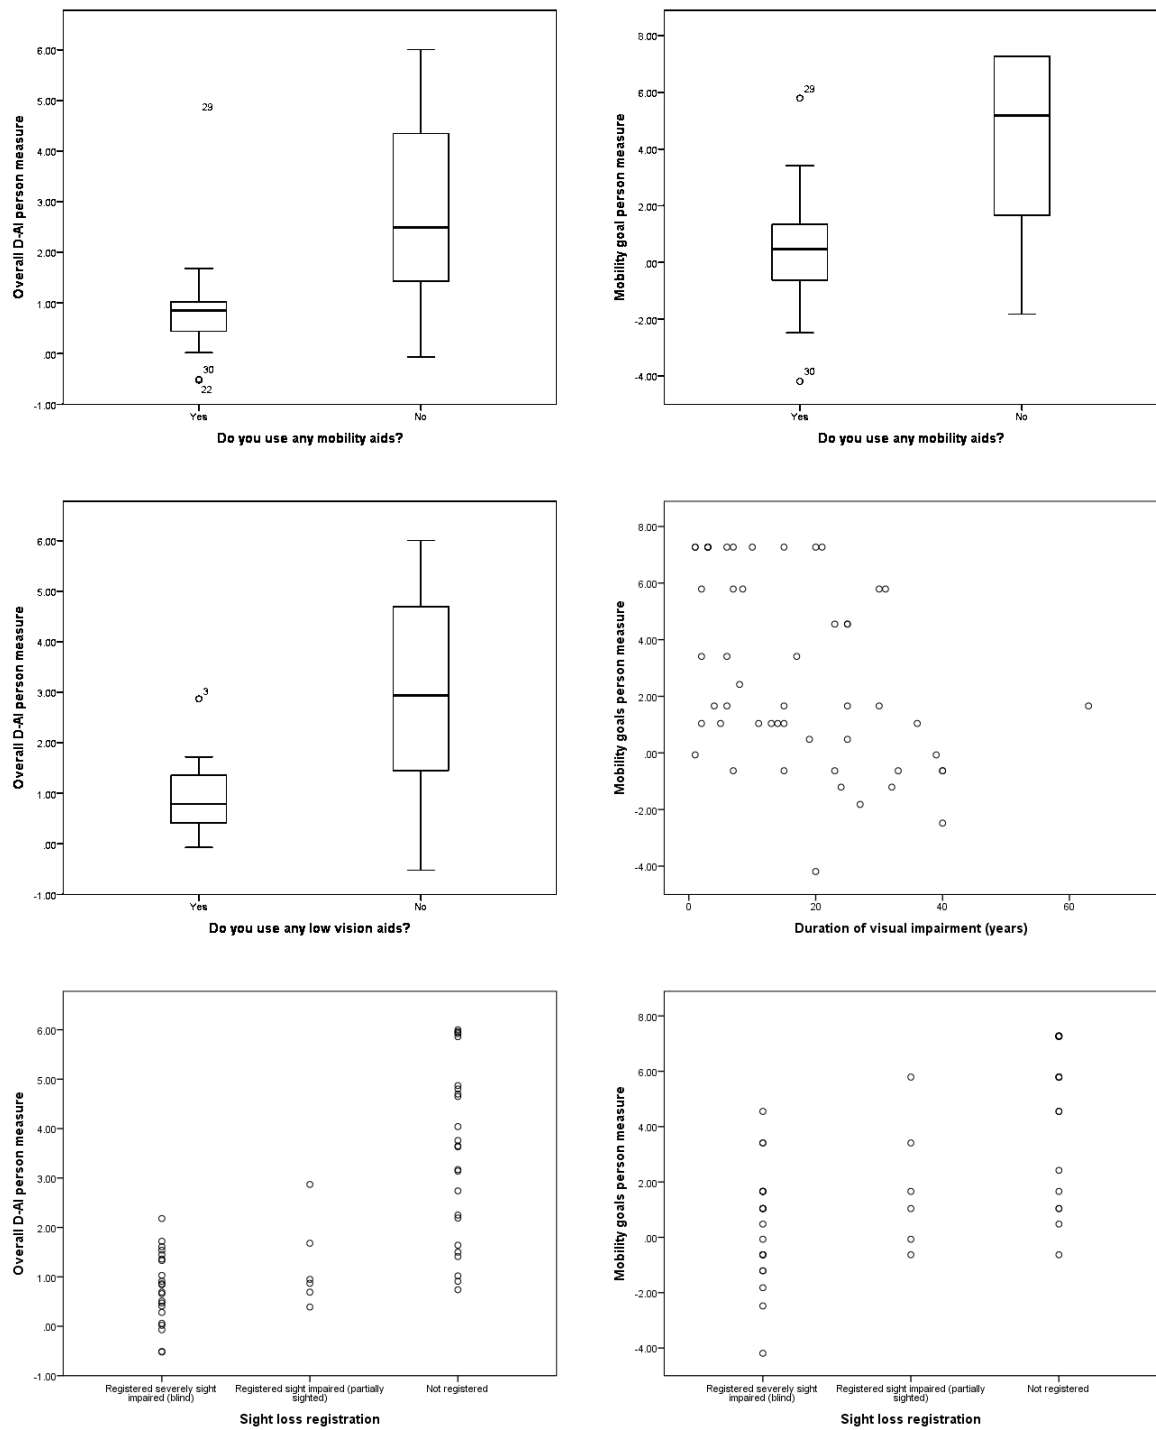 Overall D-AI person measure
6.00
5.00
4.00
3.00
2.00
1.00
.00
-1.00
29
30
22
Yes
No
Do you use any mobility aids?
Mobility goal person measure
8.00
6.00
4.00
2.00
.00
-2.00
-4.00
29
30
Yes
No
Do you use any mobility aids?
Overall D-AI person measure
6.00
5.00
4.00
3.00
2.00
1.00
.00
-1.00
3
Yes
No
Do you use any low vision aids?
Mobility goals person measure
8.00
6.00
4.00
2.00
.00
-2.00
-4.00
0
20
40
60
Duration of visual impairment (years)
Overall D-AI person measure
6.00
5.00
4.00
3.00
2.00
1.00
.00
-1.00
Registered severely sight
impaired (blind)
Registered sight impaired (partially
sighted)
Not registered
Sight loss registration
Mobility goals person measure
8.00
6.00
4.00
2.00
.00
-2.00
-4.00
Registered severely sight
impaired (blind)
Registered sight impaired (partially
sighted)
Not registered
Sight loss registration